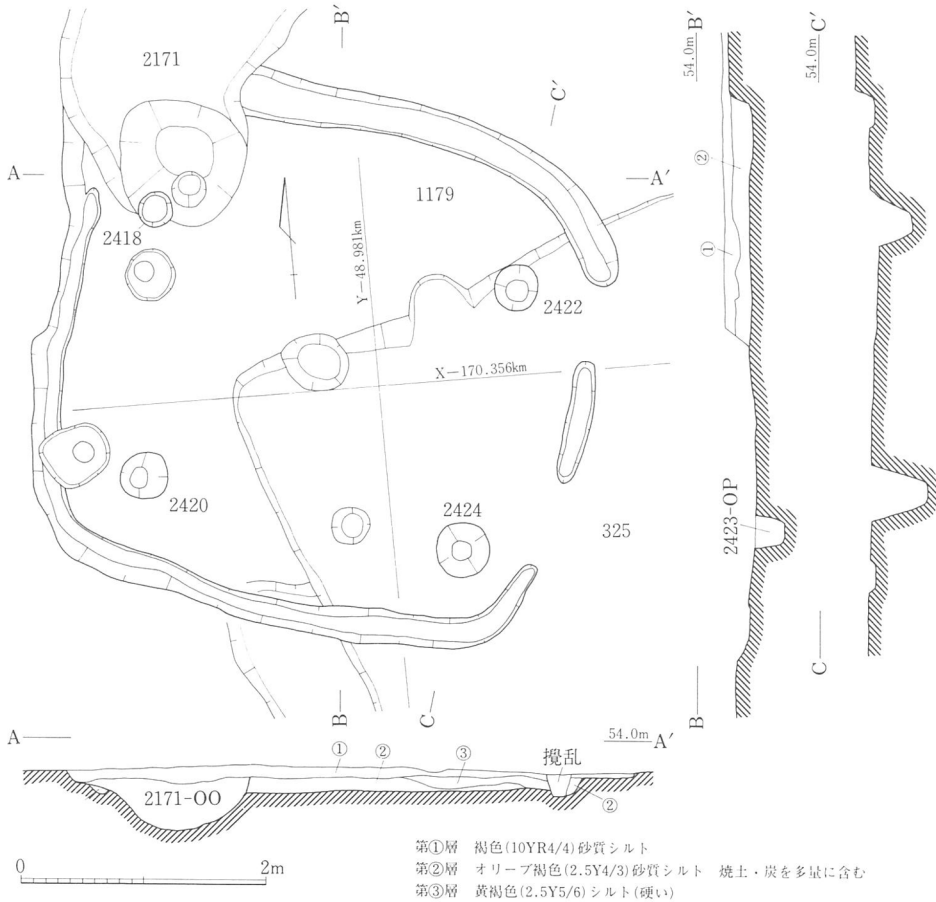 B′
54.0m B′
54.0m C′
2171
C′
A
A′
1179
②
2418
Y−48.981km
①
2422
X−170.356km
2420
2424
325
2423-OP
C
B
C
B
A
54.0m A′
①
②
③
攪乱
2171-OO
②
第①層 褐色(10YR4/4)砂質シルト
第②層 オリーブ褐色(2.5Y4/3)砂質シルト 焼土・炭を多量に含む
第③層 黄褐色(2.5Y5/6)シルト(硬い)
0
2m